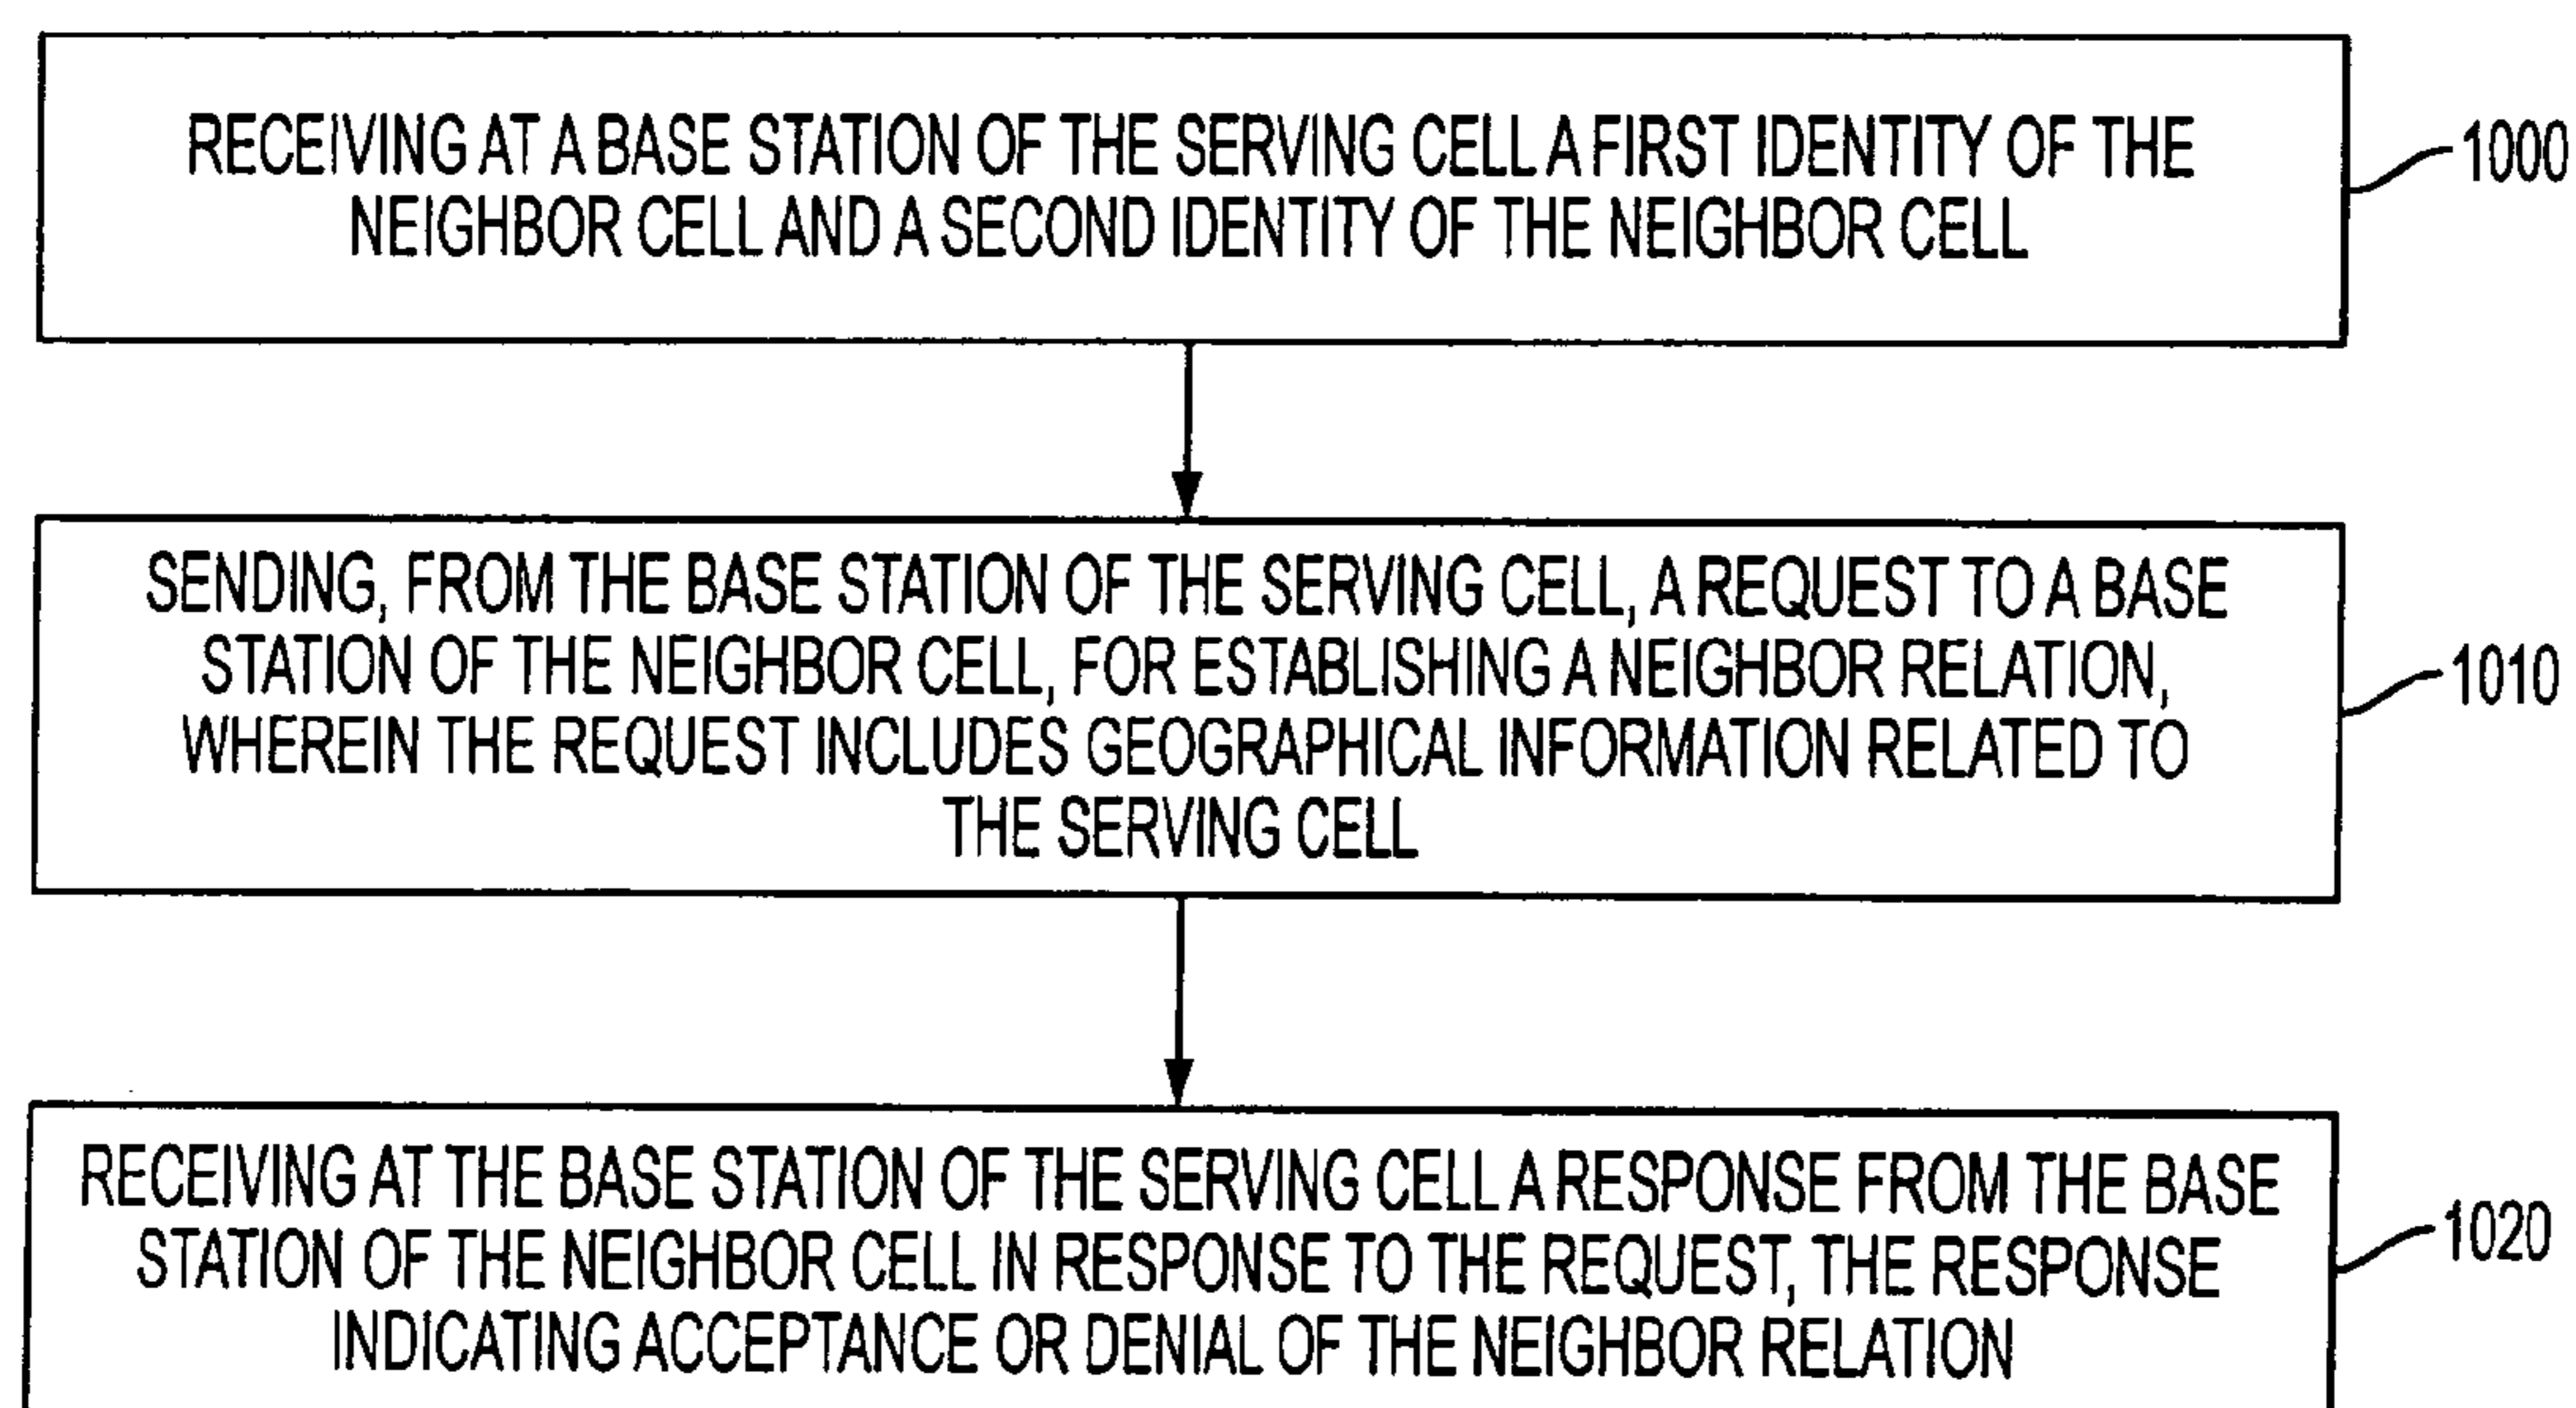 RECEIVING AT A BASE STATION OF THE SERVING CELL A FIRST IDENTITY OF THE
NEIGHBOR CELL AND A SECOND IDENTITY OF THE NEIGHBOR CELL
1000
SENDING, FROM THE BASE STATION OF THE SERVING CELL, A REQUEST TO A BASE
STATION OF THE NEIGHBOR CELL, FOR ESTABLISHING A NEIGHBOR RELATION,
WHEREIN THE REQUEST INCLUDES GEOGRAPHICAL INFORMATION RELATED TO
THE SERVING CELL
1010
RECEIVING AT THE BASE STATION OF THE SERVING CELL A RESPONSE FROM THE BASE
STATION OF THE NEIGHBOR CELL IN RESPONSE TO THE REQUEST, THE RESPONSE
INDICATING ACCEPTANCE OR DENIAL OF THE NEIGHBOR RELATION
1020